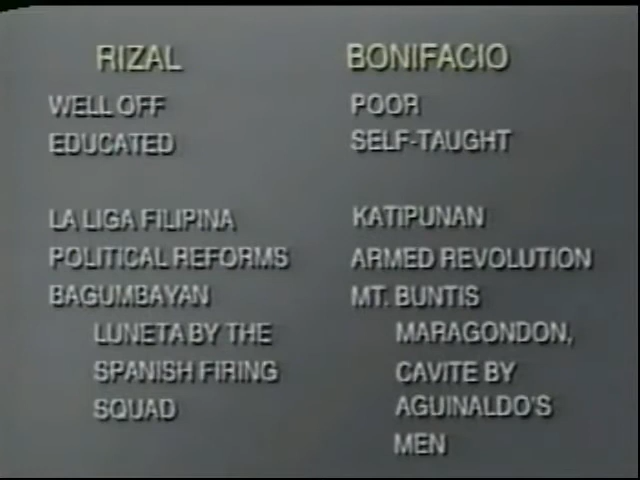 RIZAL
WELL OFF
EDUCATED
LA LIGA FILIPINA
POLITICAL REFORMS
BAGUMBAYAN
LUNETA BY THE
SPANISH FIRING
SQUAD
BONIFACIO
POOR
SELF-TAUGHT
KATIPUNAN
ARMED REVOLUTION
MT. BUNTIS
MARAGONDON,
CAVITE BY
AGUINALDO'S
MEN